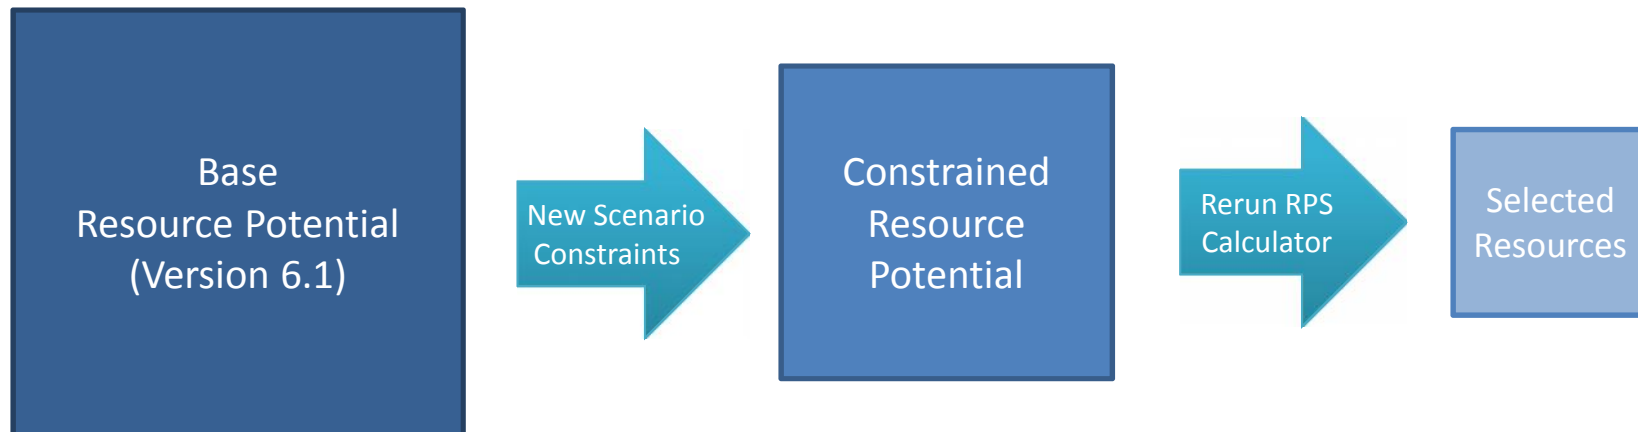 Base
Resource Potential
(Version 6.1)
New Scenario
Constraints
Constrained
Resource
Potential
Rerun RPS
Calculator
Selected
Resources